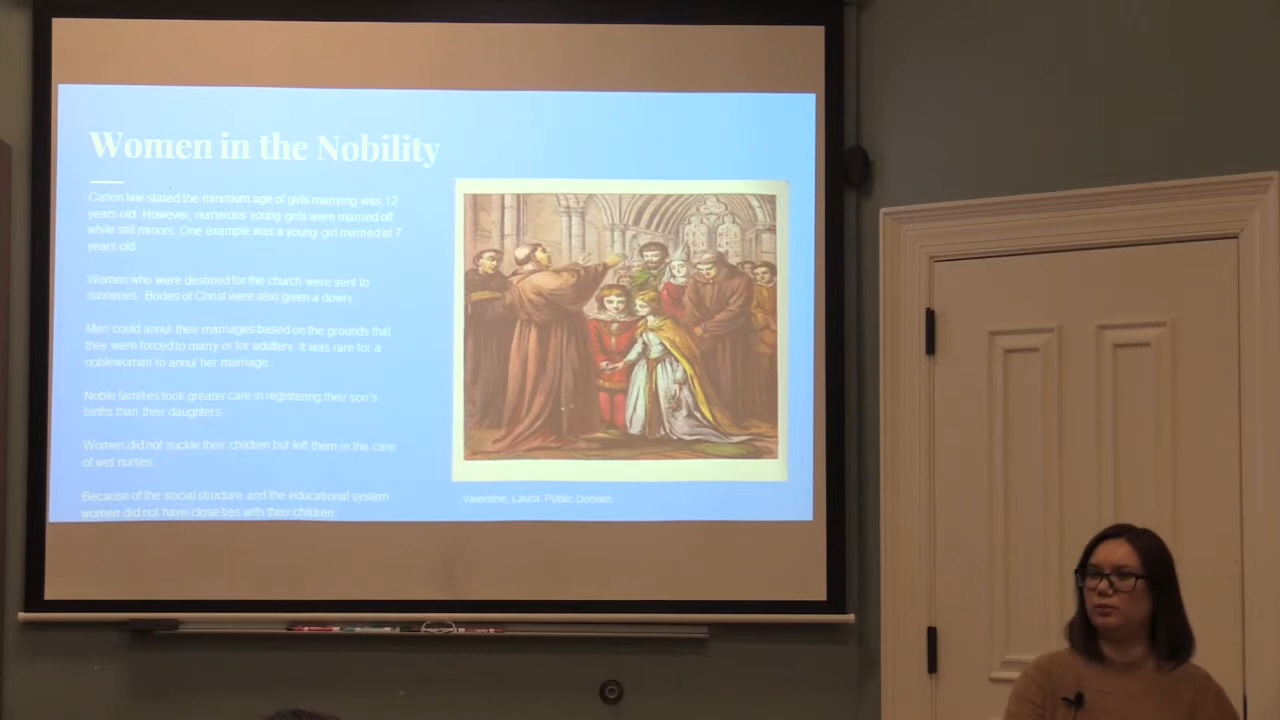 Women in the Nobility
Canon law stated the minimum age of girls marrying was 12
years old. However, numerous young girls were married off
while still minors. One example was a young girl married at 7
years old.
Women who were destined for the church were sent to
nunneries. Brides of Christ were also given a dowry
Men could annul their marriages based on the grounds that
they were forced to marry or for adultery. It was rare for a
noblewoman to annul her marriage.
Noble families took greater care in registering their son's
births than their daughters.
Women did not suckle their children but left them in the care
of wet nurses.
Because of the social structure and the educational system
women did not have close ties with their children.
Valentine, Laura. Public Domain.